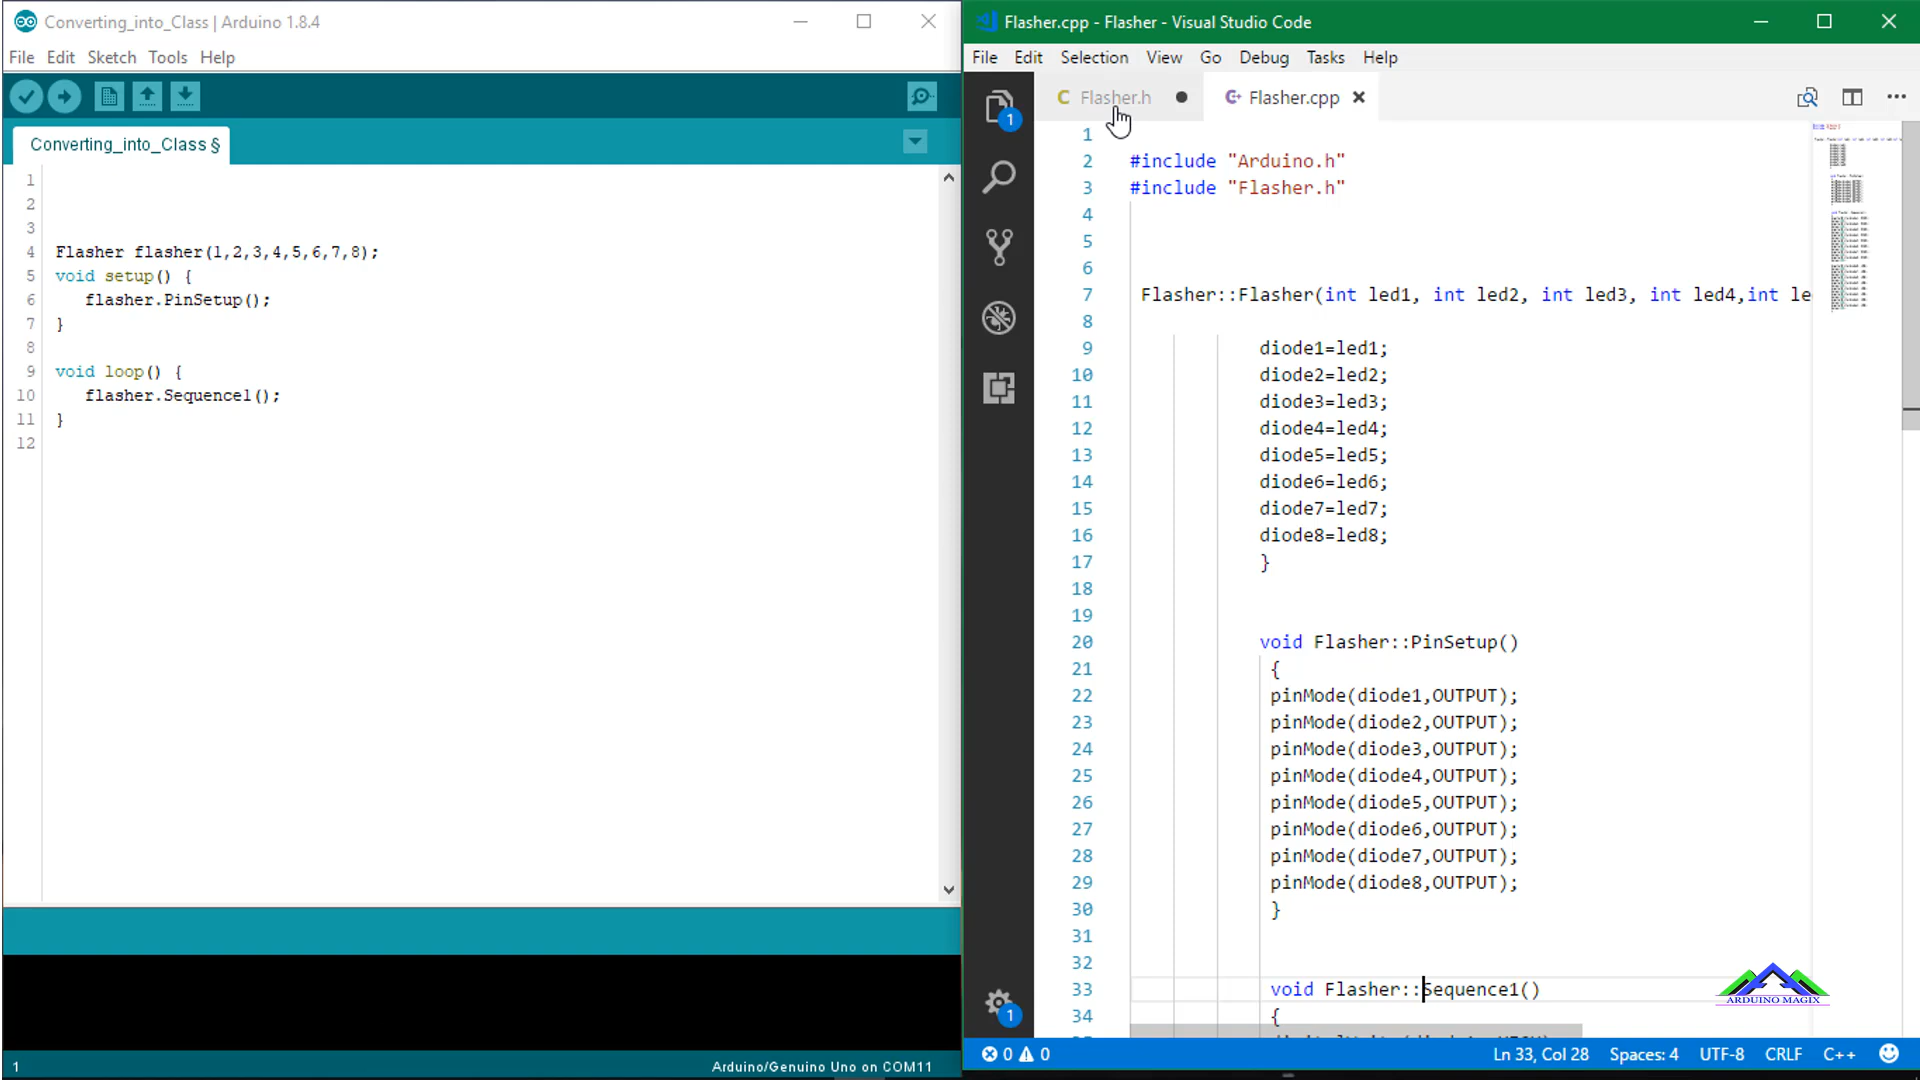 Converting_into_Class | Arduino 1.8.4
File Edit Sketch Tools Help
Converting_into_Class §
1
2
3
4 Flasher flasher(1,2,3,4,5,6,7,8);
5 void setup() {
6 flasher.PinSetup();
7 }
8
9 void loop() {
10 flasher.Sequence1();
11 }
12
1
Arduino/Genuino Uno on COM11
Flasher.cpp - Flasher - Visual Studio Code
File Edit Selection View Go Debug Tasks Help
1
C Flasher.h
C+ Flasher.cpp
1
2 #include "Arduino.h"
3 #include "Flasher.h"
4
5
6
7 Flasher::Flasher(int led1, int led2, int led3, int led4,int le
8
9 diode1=led1;
10 diode2=led2;
11 diode3=led3;
12 diode4=led4;
13 diode5=led5;
14 diode6=led6;
15 diode7=led7;
16 diode8=led8;
17 }
18
19
20 void Flasher::PinSetup()
21 {
22 pinMode(diode1,OUTPUT);
23 pinMode(diode2,OUTPUT);
24 pinMode(diode3,OUTPUT);
25 pinMode(diode4,OUTPUT);
26 pinMode(diode5,OUTPUT);
27 pinMode(diode6,OUTPUT);
28 pinMode(diode7,OUTPUT);
29 pinMode(diode8,OUTPUT);
30 }
31
32
33 void Flasher::Sequence1()
34 {
1
ARDUINO MAGIX
0 0 Ln 33, Col 28 Spaces: 4 UTF-8 CRLF C++